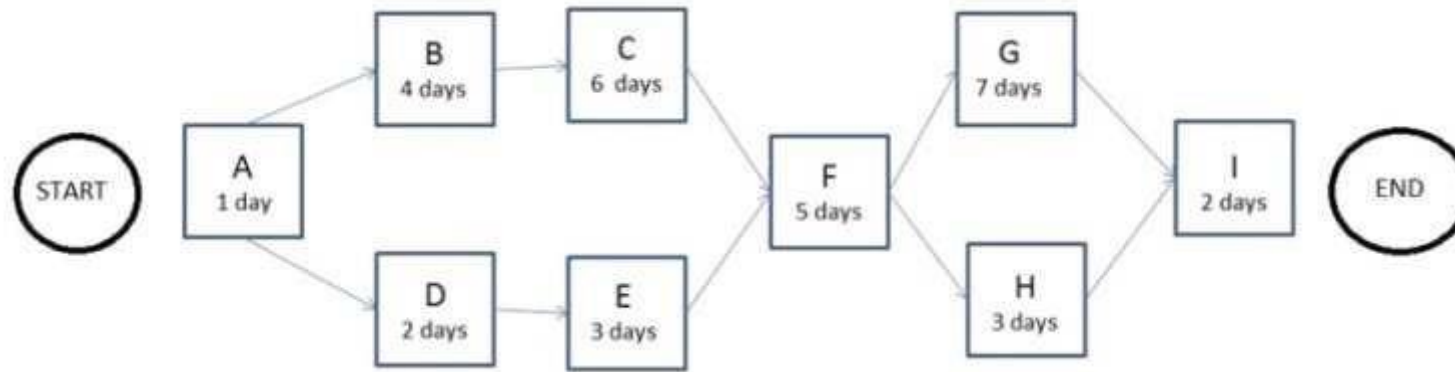 START
A
1 day
B
4 days
C
6 days
D
2 days
E
3 days
F
5 days
G
7 days
H
3 days
I
2 days
END